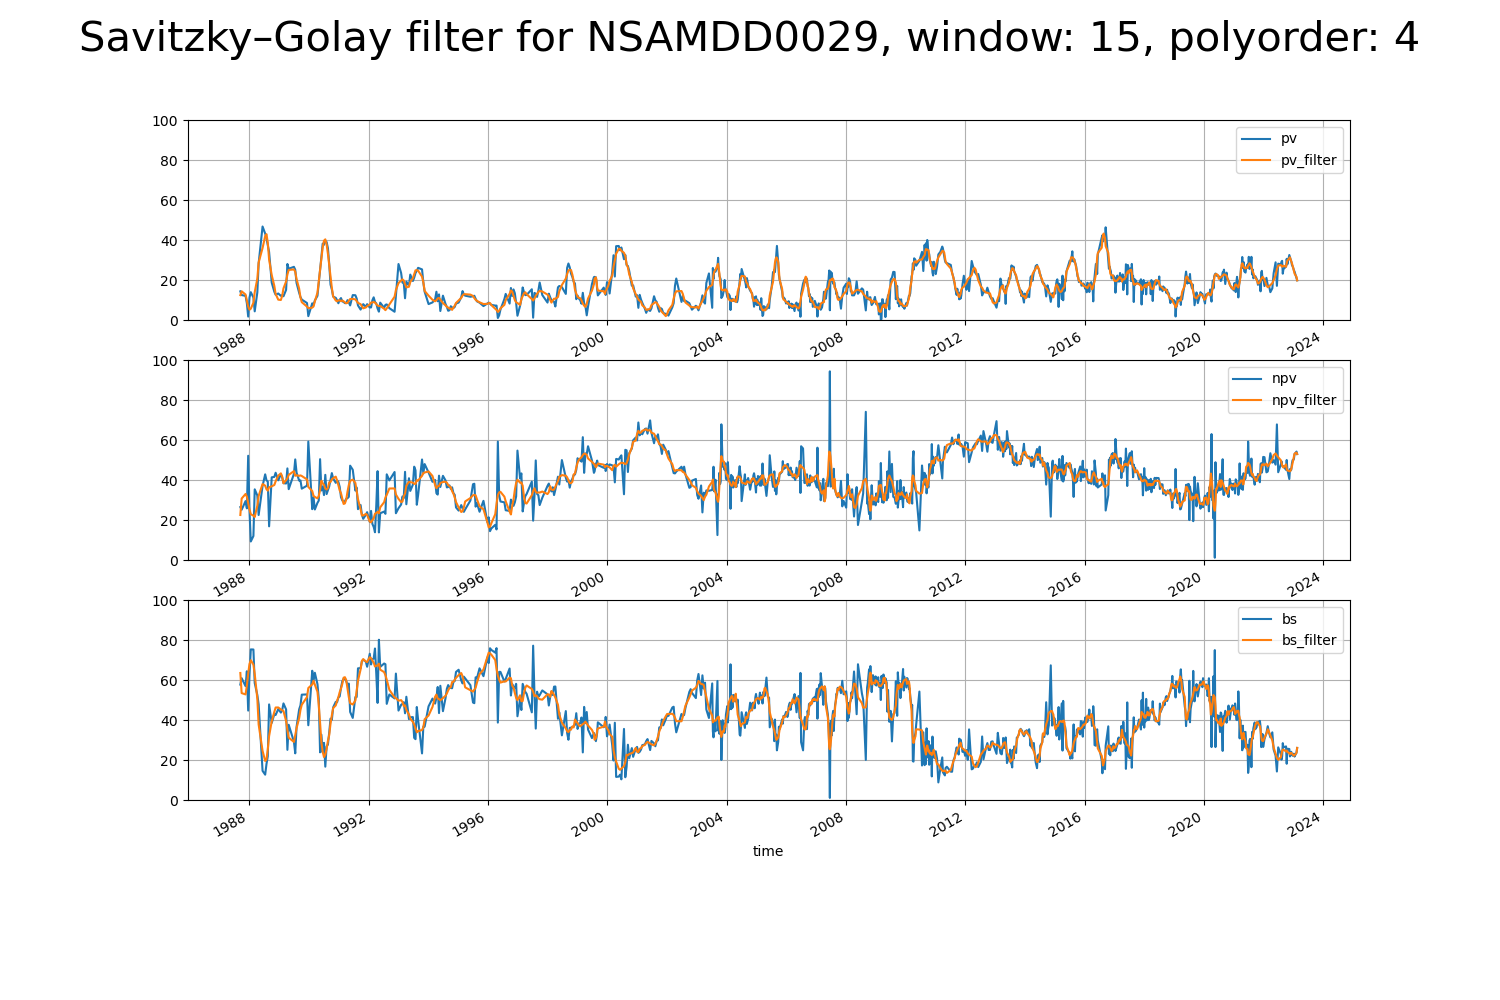 Savitzky–Golay filter for NSAMDD0029, window: 15, polyorder: 4
100
80
60
40
20
0
pv
pv_filter
1988 1992 1996 2000 2004 2008 2012 2016 2020 2024
100
80
60
40
20
0
npv
npv_filter
1988 1992 1996 2000 2004 2008 2012 2016 2020 2024
100
80
60
40
20
0
bs
bs_filter
1988 1992 1996 2000 2004 2008 2012 2016 2020 2024
time